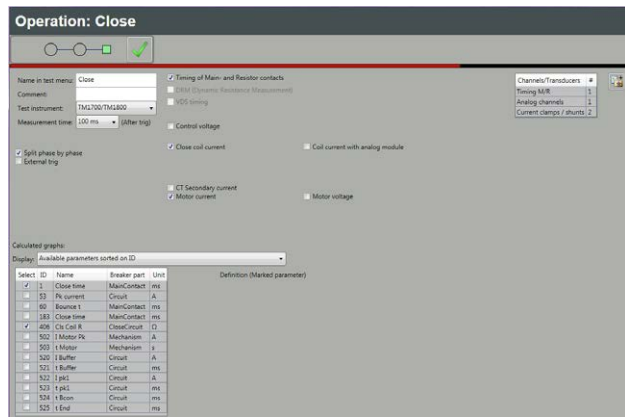 Operation: Close
Name in test menu: Close
Comment:
Test instrument: TM1700/TM1800
Measurement time: 100 ms (After trig)
Split phase by phase
External trig
Timing of Main- and Resistor contacts
DRM (Dynamic Resistance Measurement)
VDS timing
Control voltage
Close coil current
Coil current with analog module
CT Secondary current
Motor current
Motor voltage
Channels/Transducers #
Timing M/R 1
Analog channels 1
Current clamps / shunts 2
Calculated graphs:
Display: Available parameters sorted on ID
Select ID Name Breaker part Unit
1 Close time MainContact ms
53 Pk current Circuit A
60 Bounce t MainContact ms
183 Close time MainContact ms
406 Cls Coil R CloseCircuit Ω
502 I Motor Pk Mechanism A
503 t Motor Mechanism s
520 I Buffer Circuit A
521 t Buffer Circuit ms
522 I pk1 Circuit A
523 t pk1 Circuit ms
524 t Bcon Circuit ms
525 t End Circuit ms
Definition (Marked parameter)